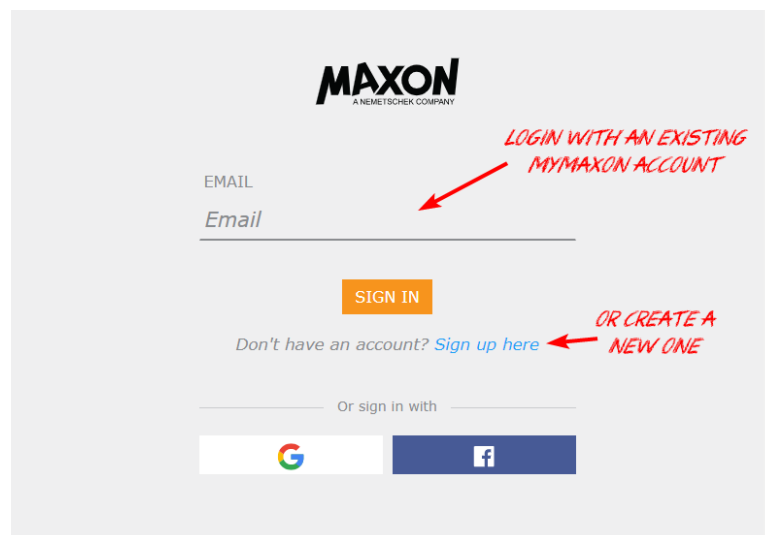 MAXON
A NEMETSCHEK COMPANY
LOGIN WITH AN EXISTING
MYMAXON ACCOUNT
EMAIL
Email
SIGN IN
OR CREATE A
NEW ONE
Don't have an account? Sign up here
Or sign in with